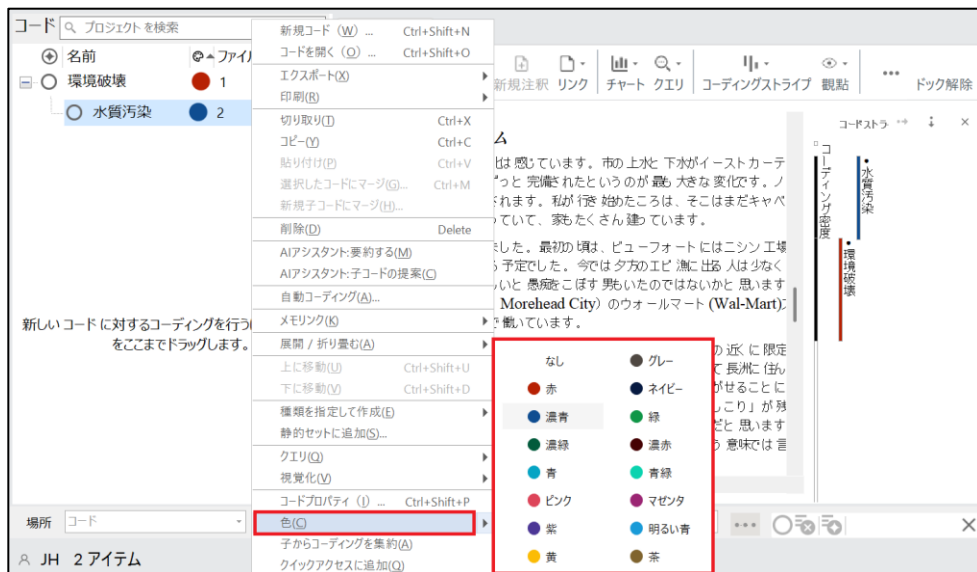 コード
プロジェクトを検索
名前
ファイル
環境破壊
1
水質汚染
2
新しいコードに対するコーディングを行う
をここまでドラッグします。
場所
コード
JH 2 アイテム
新規コード (W) ... Ctrl+Shift+N
コードを開く (O) ... Ctrl+Shift+O
エクスポート(X)
印刷(R)
切り取り(T) Ctrl+X
コピー(Y) Ctrl+C
貼り付け(P) Ctrl+V
選択したコードにマージ(G)... Ctrl+M
新規子コードにマージ(H)...
削除(D) Delete
AIアシスタント:要約する(M)
AIアシスタント:子コードの提案(C)
自動コーディング(A)...
メモリンク(K)
展開 / 折り畳む(A)
上に移動(U) Ctrl+Shift+U
下に移動(V) Ctrl+Shift+D
種類を指定して作成(E)
静的セットに追加(S)...
クエリ(Q)
視覚化(V)
コードプロパティ (I) ... Ctrl+Shift+P
色(C)
子からコーディングを集約(A)
クイックアクセスに追加(Q)
なし グレー
赤 ネイビー
濃青 緑
濃緑 濃赤
青 青緑
ピンク マゼンタ
紫 明るい青
黄 茶
新規注釈 リンク チャート クエリ コーディングストライプ 観點 ドック解除
ム
は感じています。市の上水と下水がイーストカーテ
ずっと完備されたというのが最も大きな変化です。ノ
されます。私が行き始めたころは、そこはまだキャベ
っていて、家もたくさん建っています。
ました。最初の頃は、ビューフォートにはニシン工場
る予定でした。今では夕方のエビ漁に出る人は少なく
いと愚痴をこぼす男もいたのではないかと思います
Morehead City）のウォールマート (Wal-Mart)
で働いています。
の近くに限定
て長洲に住ん
がせることに
しこり」が残
だと思います
う意味では言
コードストラ
コーディング密度
水質汚染
環境破壊